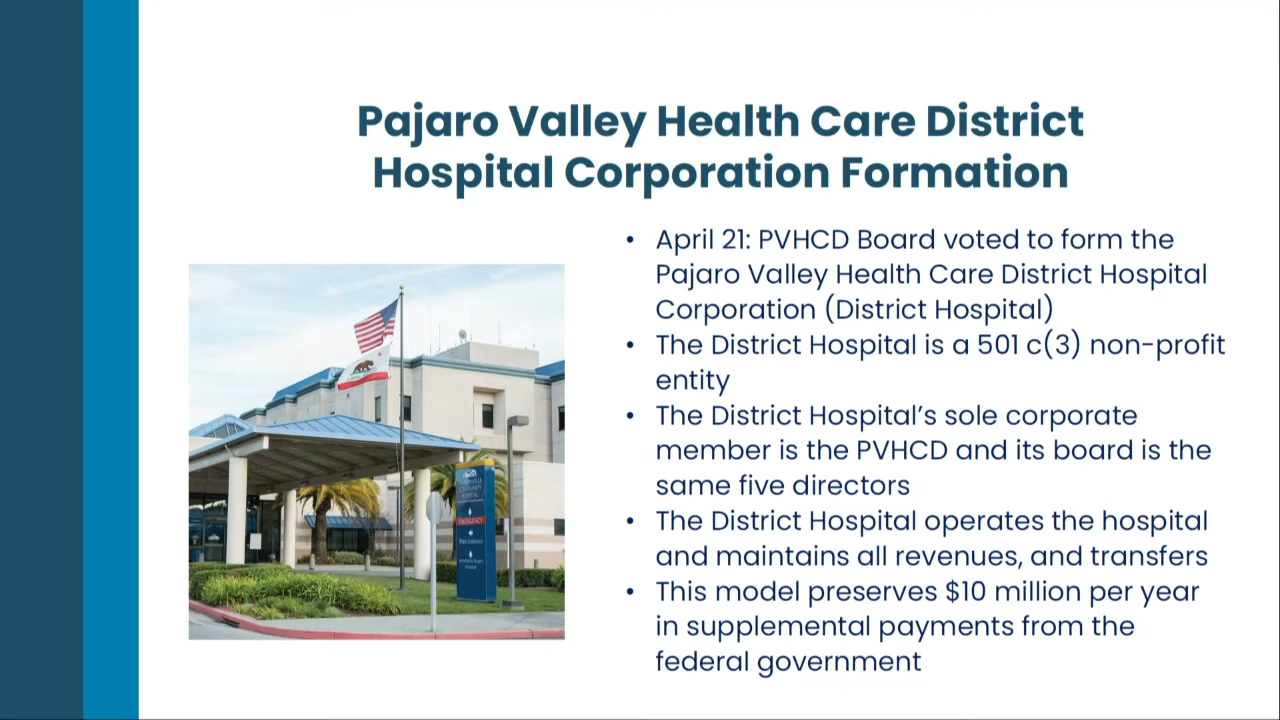 Pajaro Valley Health Care District
Hospital Corporation Formation
• April 21: PVHCD Board voted to form the
Pajaro Valley Health Care District Hospital
Corporation (District Hospital)
• The District Hospital is a 501 c(3) non-profit
entity
• The District Hospital's sole corporate
member is the PVHCD and its board is the
same five directors
• The District Hospital operates the hospital
and maintains all revenues, and transfers
• This model preserves $10 million per year
in supplemental payments from the
federal government
COMMUNITY
HOSPITAL
EMERGENCY